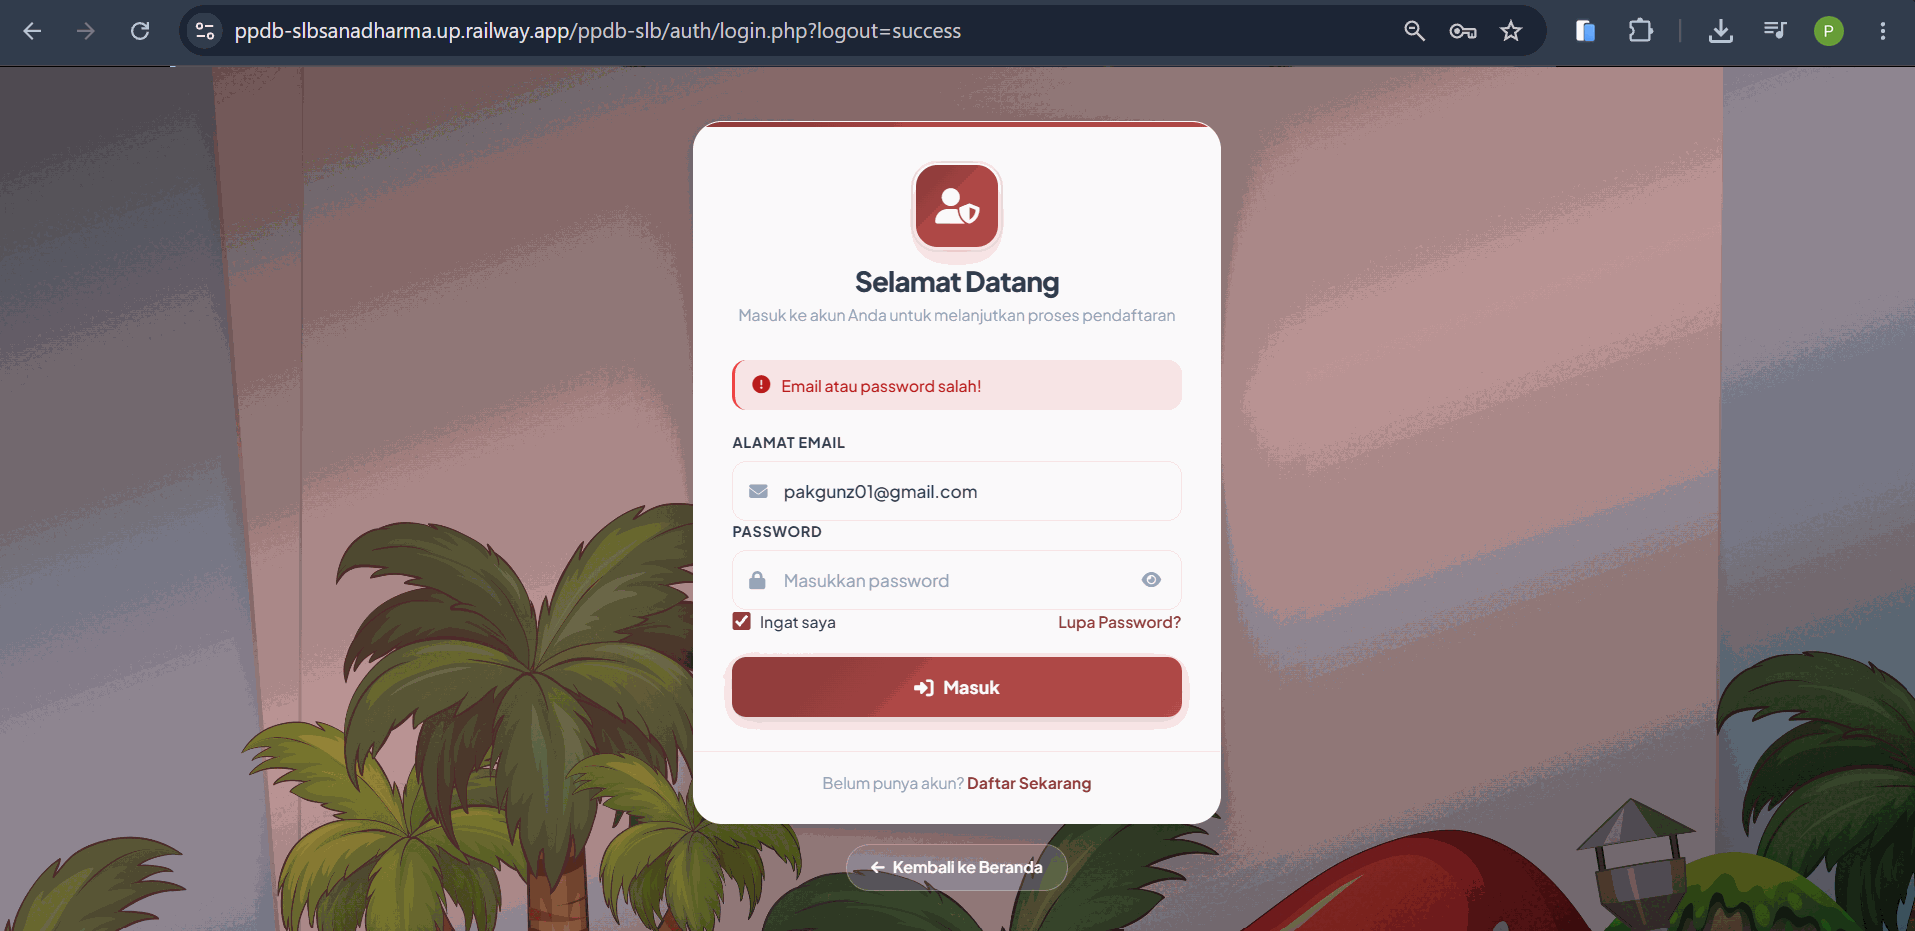 ppdb-slbsanadharma.up.railway.app/ppdb-slb/auth/login.php?logout=success
P
Selamat Datang
Masuk ke akun Anda untuk melanjutkan proses pendaftaran
Email atau password salah!
ALAMAT EMAIL
pakgunz01@gmail.com
PASSWORD
Masukkan password
Ingat saya
Lupa Password?
Masuk
Belum punya akun? Daftar Sekarang
Kembali ke Beranda